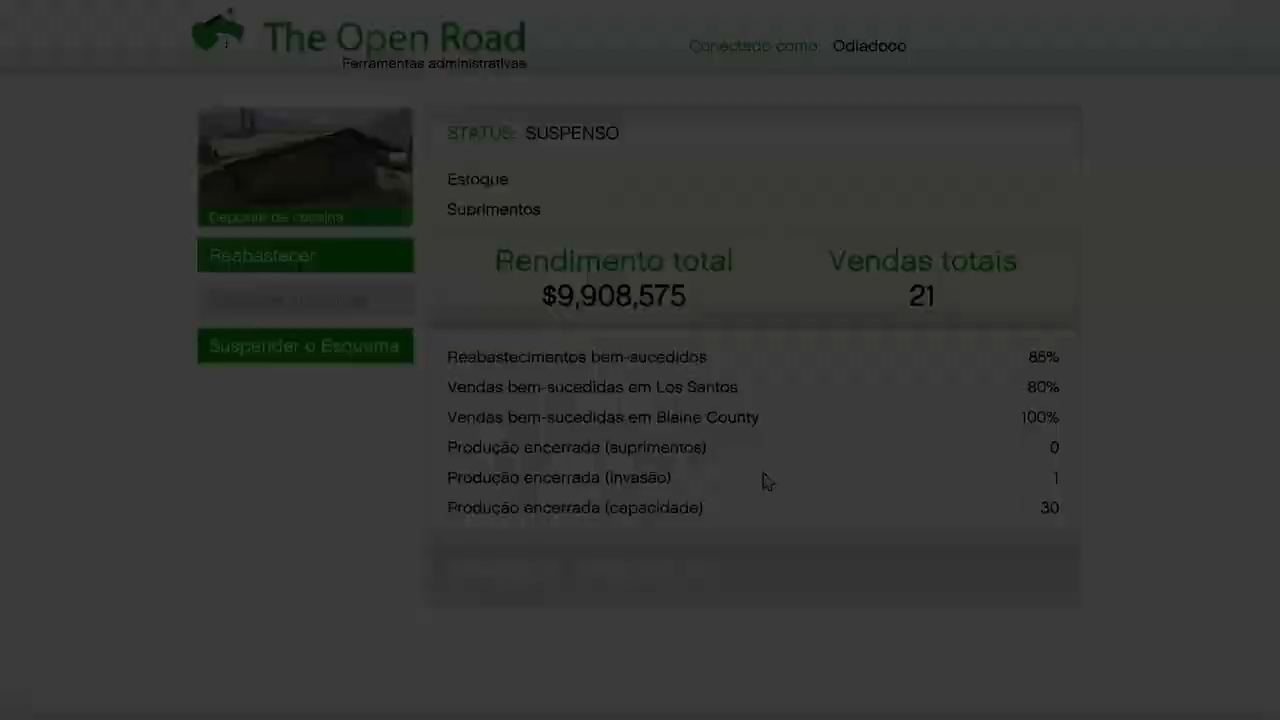 The Open Road
Ferramentas administrativas
Conectado como: Odiadoco
Depósito de cocaína
Reabastecer
Suspender o Esquema
STATUS: SUSPENSO
Estoque
Suprimentos
Rendimento total
$9,908,575
Vendas totais
21
Reabastecimentos bem-sucedidos 85%
Vendas bem-sucedidas em Los Santos 80%
Vendas bem-sucedidas em Blaine County 100%
Produção encerrada (suprimentos) 0
Produção encerrada (invasão) 1
Produção encerrada (capacidade) 30